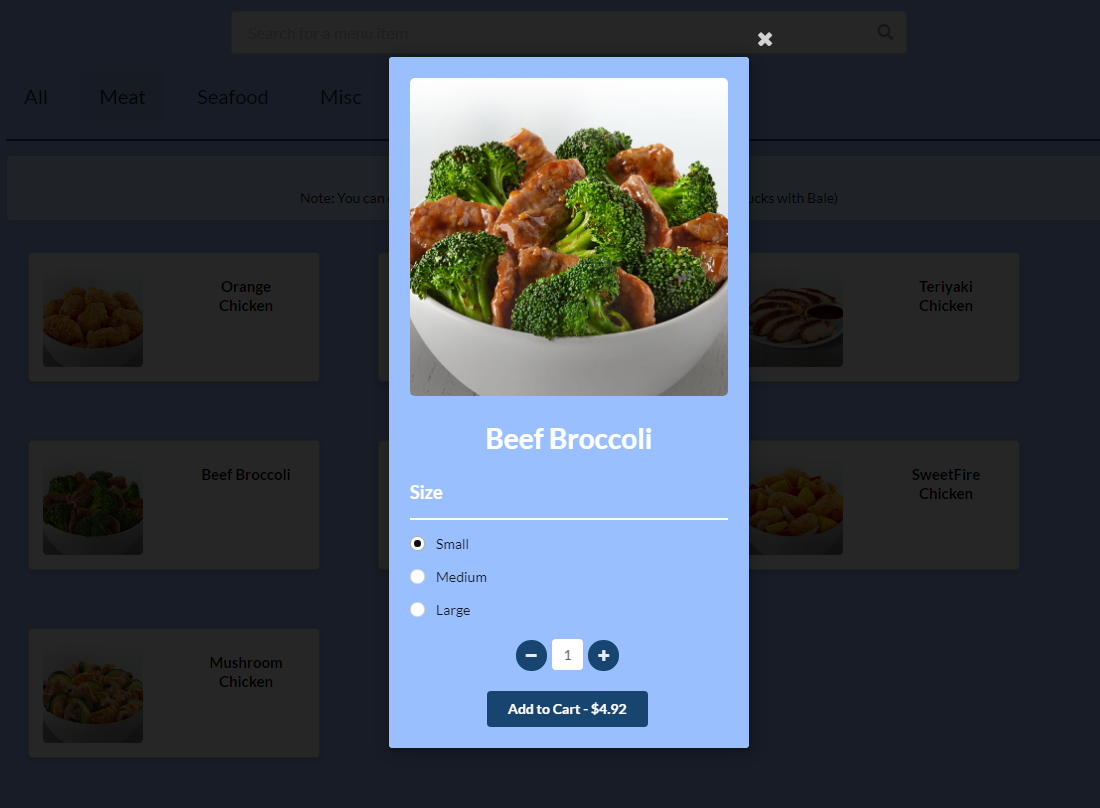 Search for a menu item
All
Meat
Seafood
Misc
Note: You can
ucks with Bale)
Orange
Chicken
Teriyaki
Chicken
Beef Broccoli
SweetFire
Chicken
Mushroom
Chicken
Beef Broccoli
Size
Small
Medium
Large
1
Add to Cart - $4.92